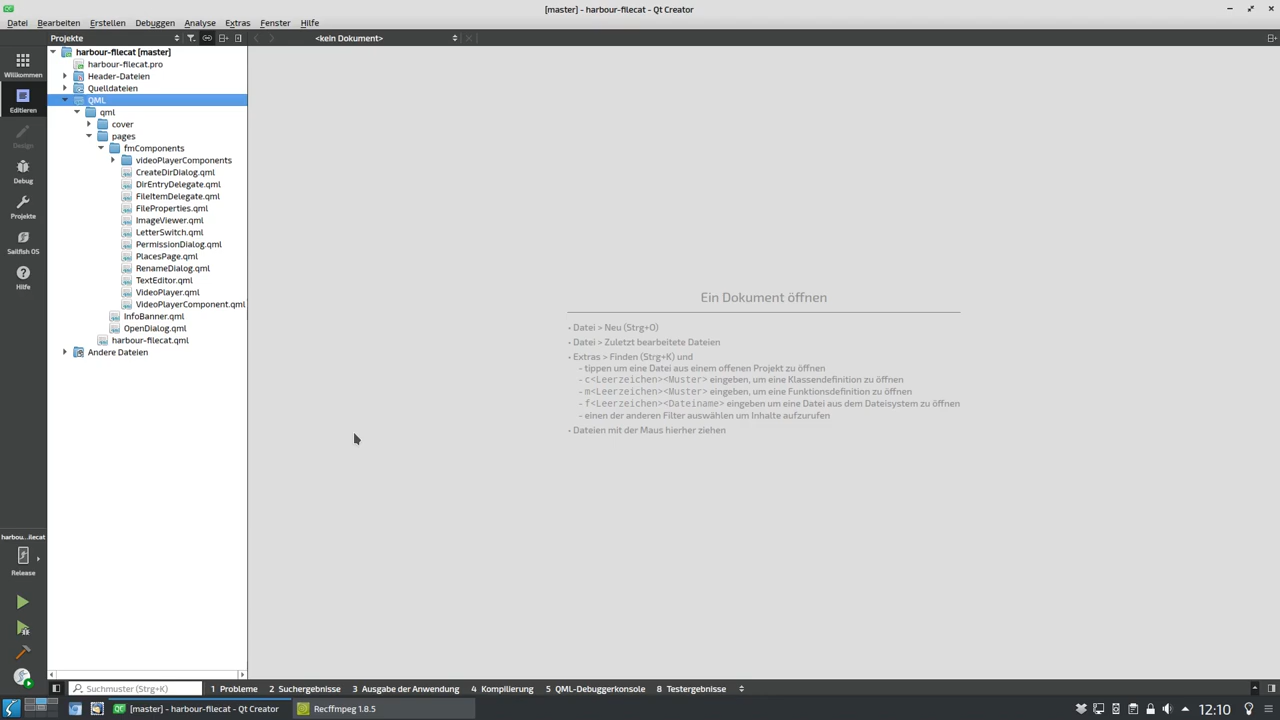 [master] - harbour-filecat - Qt Creator
Datei Bearbeiten Erstellen Debuggen Analyse Extras Fenster Hilfe
Projekte
<kein Dokument>
Willkommen
Editieren
Design
Debug
Projekte
Sailfish OS
Hilfe
harbour-filecat [master]
harbour-filecat.pro
Header-Dateien
Quelldateien
QML
qml
cover
pages
fmComponents
videoPlayerComponents
CreateDirDialog.qml
DirEntryDelegate.qml
FileItemDelegate.qml
FileProperties.qml
ImageViewer.qml
LetterSwitch.qml
PermissionDialog.qml
PlacesPage.qml
RenameDialog.qml
TextEditor.qml
VideoPlayer.qml
VideoPlayerComponent.qml
InfoBanner.qml
OpenDialog.qml
harbour-filecat.qml
Andere Dateien
Ein Dokument öffnen
• Datei > Neu (Strg+O)
• Datei > Zuletzt bearbeitete Dateien
• Extras > Finden (Strg+K) und
- tippen um eine Datei aus einem offenen Projekt zu öffnen
- c<Leerzeichen><Muster> eingeben, um eine Klassendefinition zu öffnen
- m<Leerzeichen><Muster> eingeben, um eine Funktionsdefinition zu öffnen
- f<Leerzeichen><Dateiname> eingeben um eine Datei aus dem Dateisystem zu öffnen
- einen der anderen Filter auswählen um Inhalte aufzurufen
• Dateien mit der Maus hierher ziehen
harbou...ilecat
Release
Suchmuster (Strg+K)
1 Probleme 2 Suchergebnisse 3 Ausgabe der Anwendung 4 Kompilierung 5 QML-Debuggerkonsole 8 Testergebnisse
[master] - harbour-filecat - Qt Creator
Recffmpeg 1.8.5
12:10